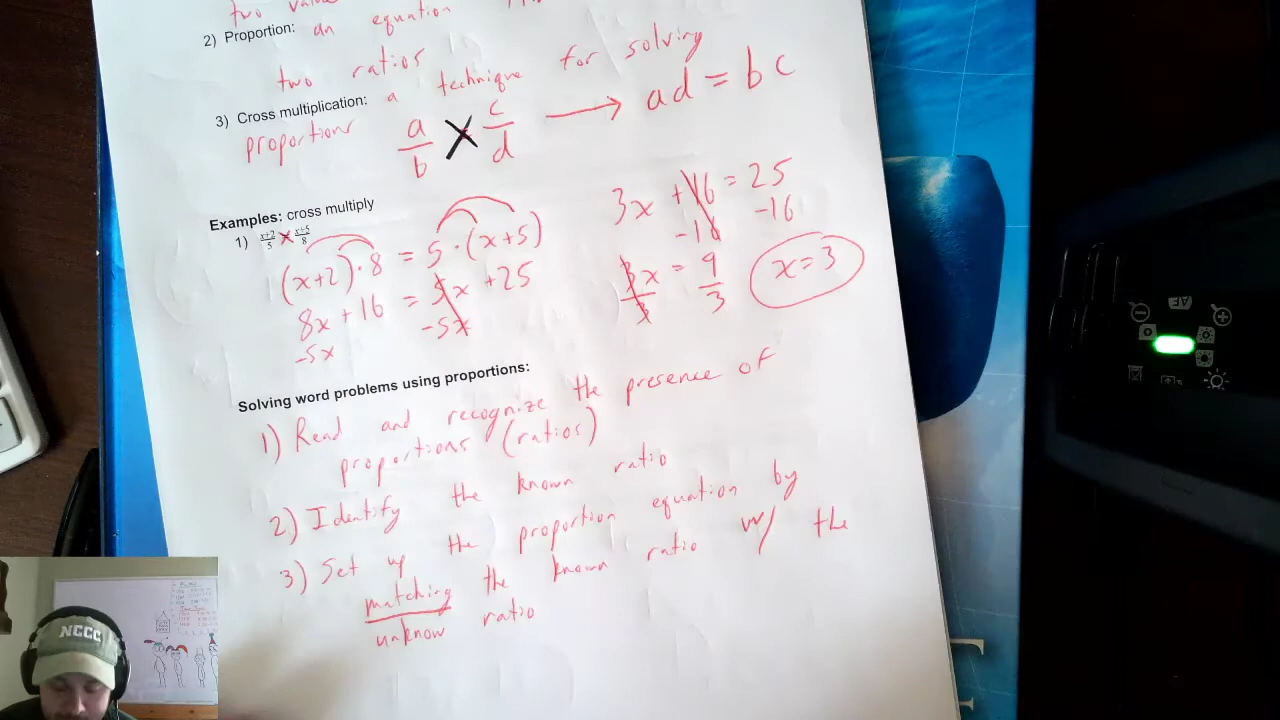 two
2) Proportion: an equation
two ratios
3) Cross multiplication: a technique for solving
proportions a/b X c/d → ad = bc
Examples: cross multiply
1) x+2/5 X x+5/8
(x+2)·8 = 5·(x+5)
8x + 16 = 5x + 25
-5x -5x
3x + 16 = 25
-16 -16
3x/3 = 9/3 x=3
Solving word problems using proportions:
1) Read and recognize the presence of
proportions (ratios)
2) Identify the known ratio
3) Set up the proportion equation by
matching the known ratio w/ the
unknow ratio
NCCC
AE